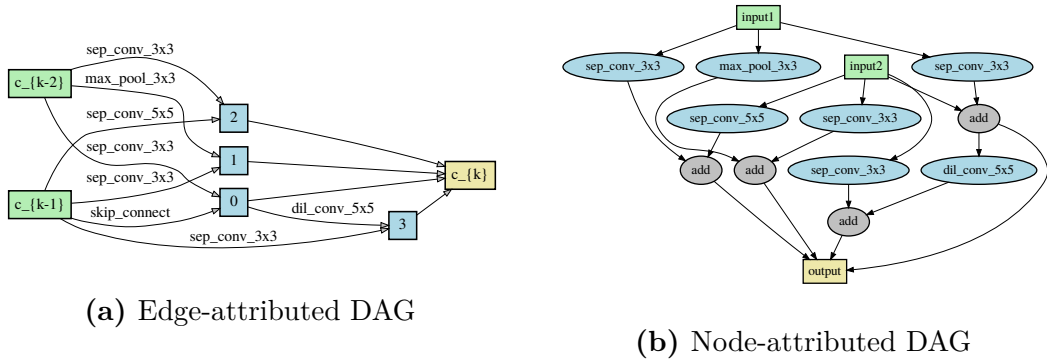 sep_conv_3x3
c_{k-2}
max_pool_3x3
sep_conv_5x5
2
sep_conv_3x3
1
sep_conv_3x3
c_{k}
c_{k-1}
skip_connect
0
dil_conv_5x5
3
sep_conv_3x3
(a) Edge-attributed DAG
input1
sep_conv_3x3 max_pool_3x3 input2 sep_conv_3x3
sep_conv_5x5 sep_conv_3x3 add
add add sep_conv_3x3 dil_conv_5x5
add
output
(b) Node-attributed DAG